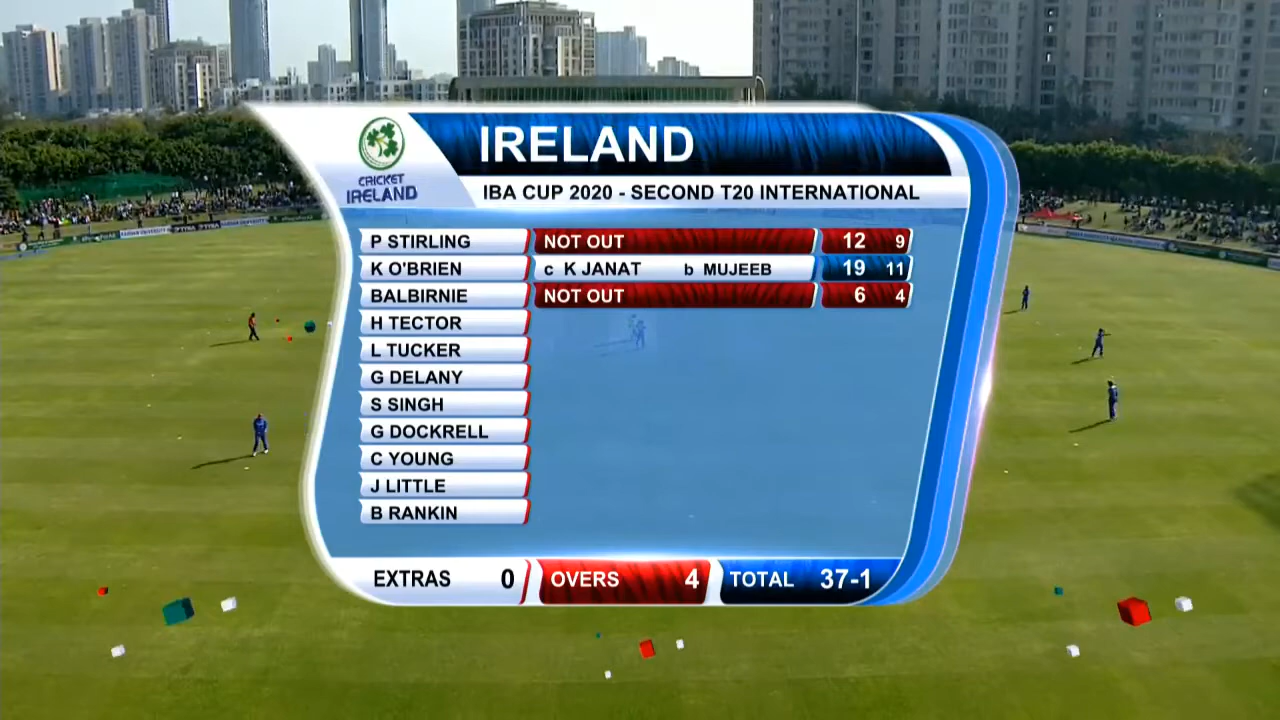 IRELAND
CRICKET
IRELAND
IBA CUP 2020 - SECOND T20 INTERNATIONAL
P STIRLING NOT OUT 12 9
K O'BRIEN c K JANAT b MUJEEB 19 11
BALBIRNIE NOT OUT 6 4
H TECTOR
L TUCKER
G DELANY
S SINGH
G DOCKRELL
C YOUNG
J LITTLE
B RANKIN
EXTRAS 0 OVERS 4 TOTAL 37-1